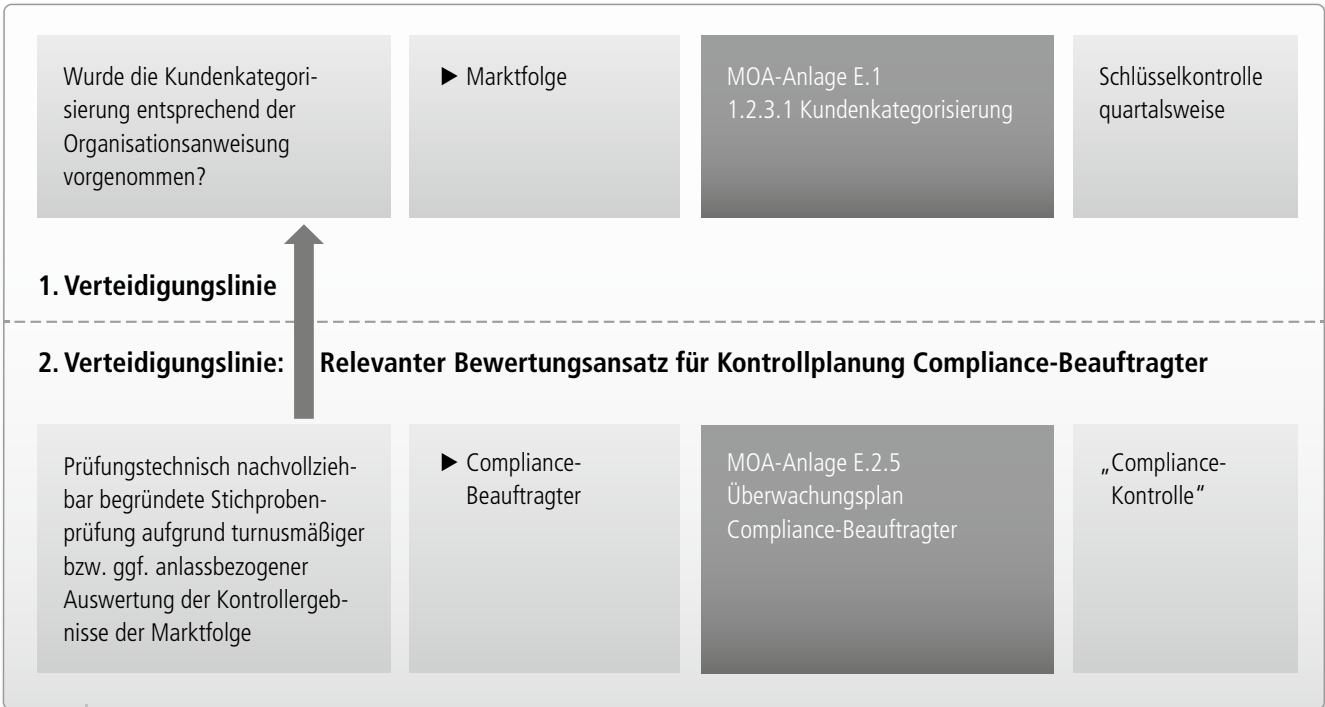 Wurde die Kundenkategori-
sierung entsprechend der
Organisationsanweisung
vorgenommen?
▶ Marktfolge
MOA-Anlage E.1
1.2.3.1 Kundenkategorisierung
Schlüsselkontrolle
quartalsweise
1. Verteidigungslinie
2. Verteidigungslinie: Relevanter Bewertungsansatz für Kontrollplanung Compliance-Beauftragter
Prüfungstechnisch nachvollzieh-
bar begründete Stichproben-
prüfung aufgrund turnusmäßiger
bzw. ggf. anlassbezogener
Auswertung der Kontrollergeb-
nisse der Marktfolge
▶ Compliance-
Beauftragter
MOA-Anlage E.2.5
Überwachungsplan
Compliance-Beauftragter
„Compliance-
Kontrolle“